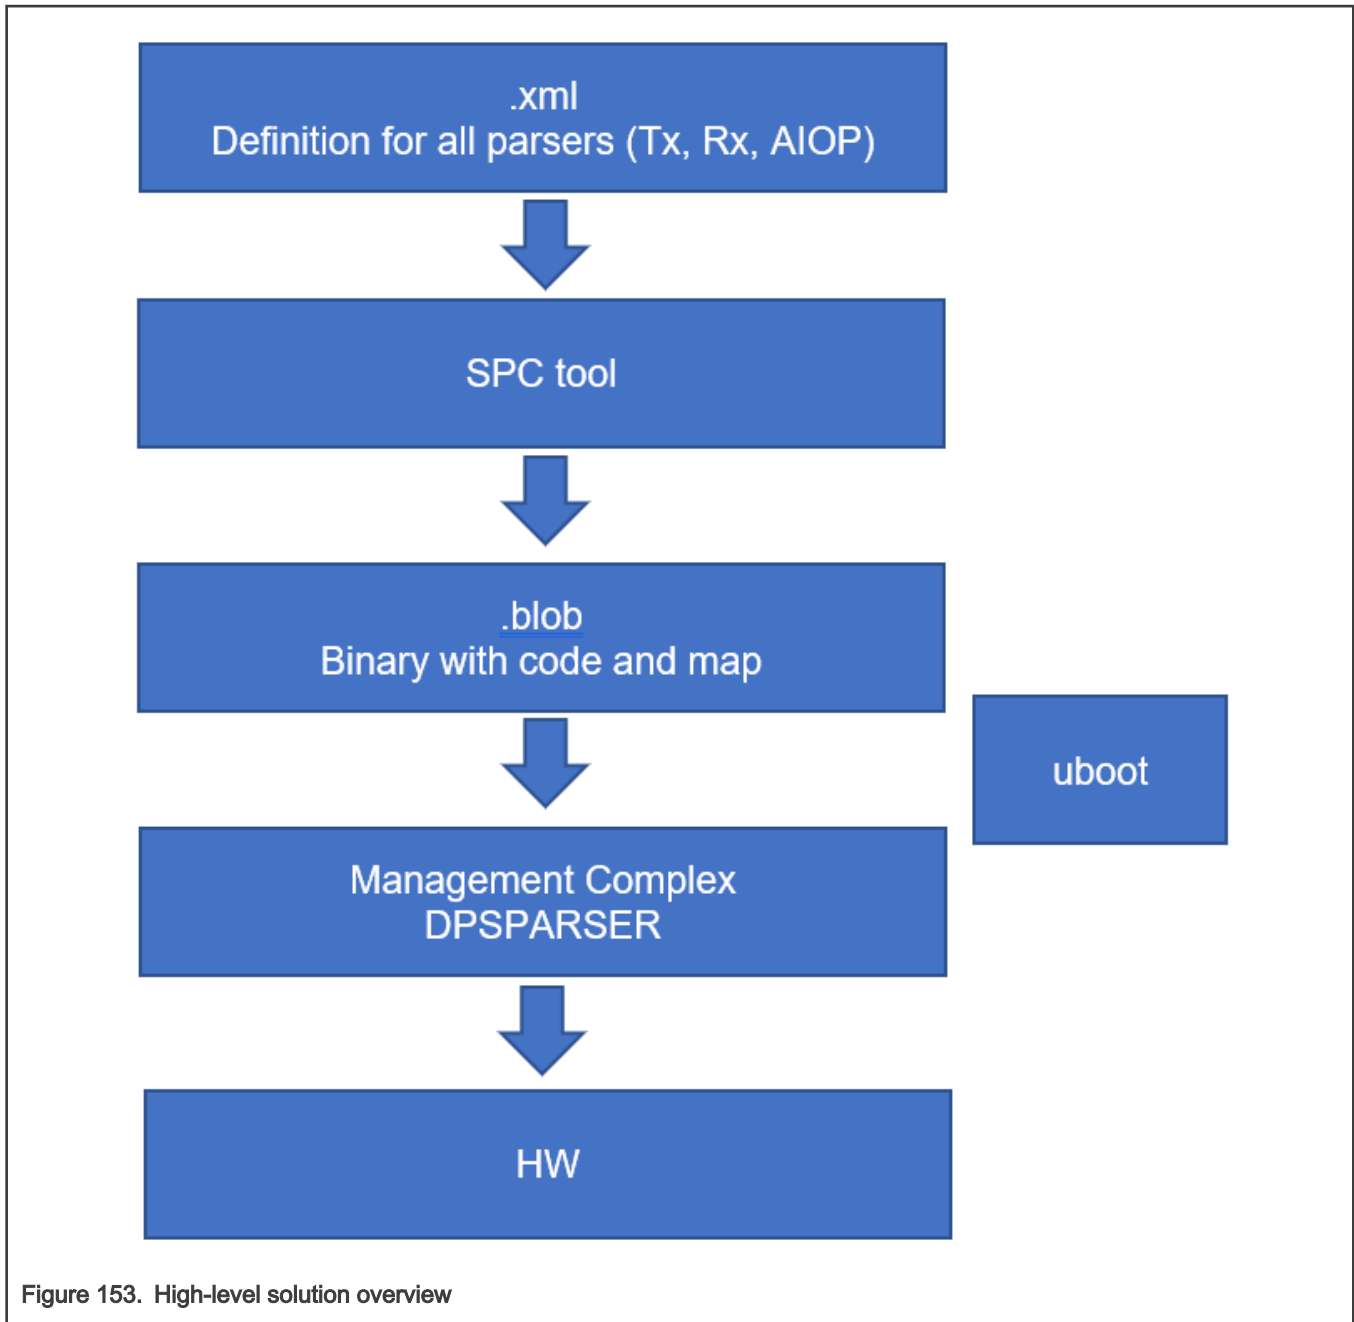 .xml
Definition for all parsers (Tx, Rx, AIOP)
SPC tool
.blob
Binary with code and map
uboot
Management Complex
DPSPARSER
HW
Figure 153. High-level solution overview